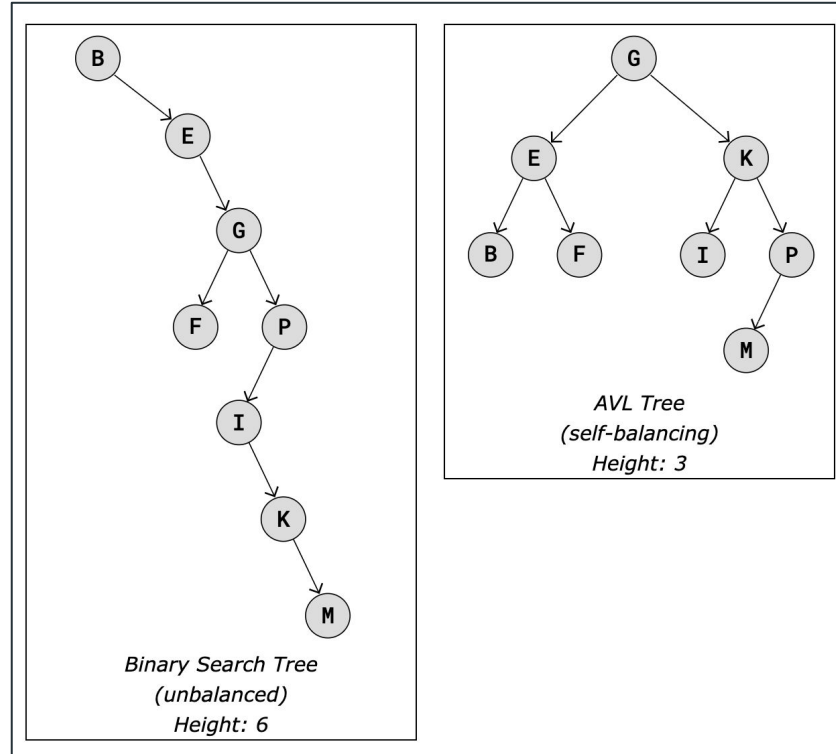 B
E
G
F P
I
K
M
Binary Search Tree
(unbalanced)
Height: 6
G
E K
B F I P
M
AVL Tree
(self-balancing)
Height: 3